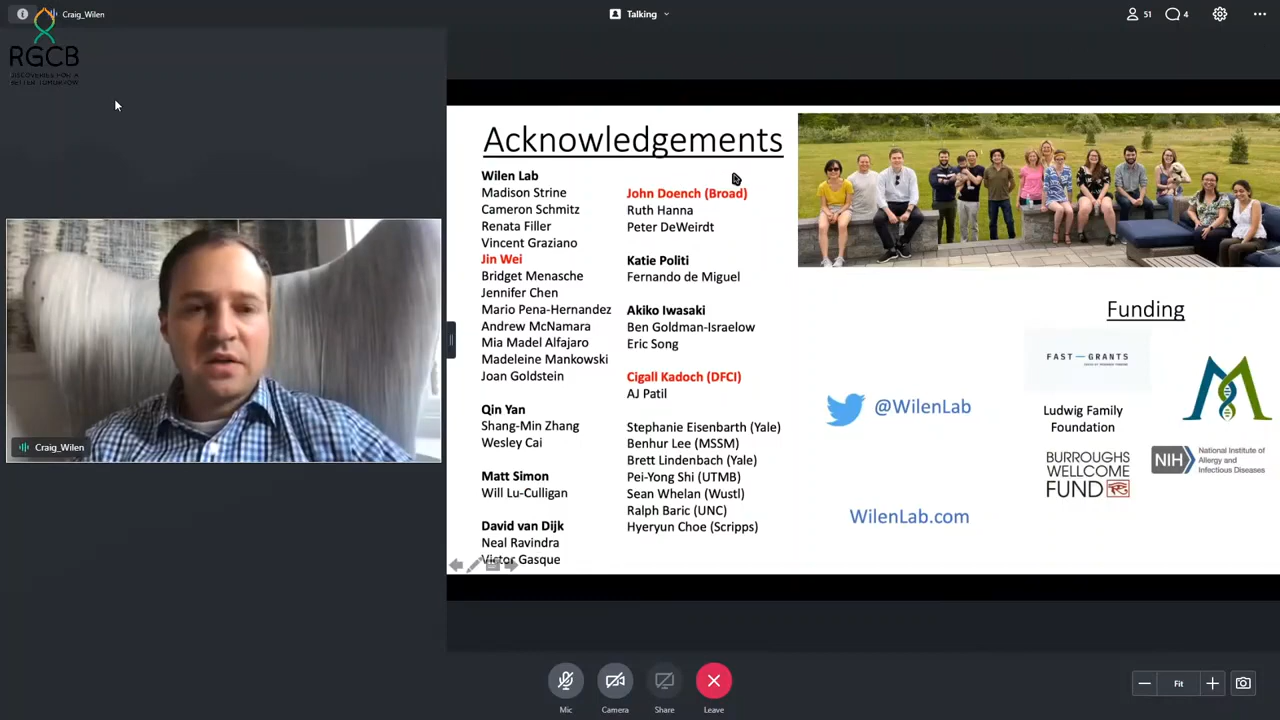 Craig_Wilen
RGCB
DISCOVERIES FOR A
BETTER TOMORROW
Talking
51
4
Craig_Wilen
Acknowledgements
Wilen Lab
Madison Strine
Cameron Schmitz
Renata Filler
Vincent Graziano
Jin Wei
Bridget Menasche
Jennifer Chen
Mario Pena-Hernandez
Andrew McNamara
Mia Madel Alfajaro
Madeleine Mankowski
Joan Goldstein
Qin Yan
Shang-Min Zhang
Wesley Cai
Matt Simon
Will Lu-Culligan
David van Dijk
Neal Ravindra
Victor Gasque
John Doench (Broad)
Ruth Hanna
Peter DeWeirdt
Katie Politi
Fernando de Miguel
Akiko Iwasaki
Ben Goldman-Israelow
Eric Song
Cigall Kadoch (DFCI)
AJ Patil
Stephanie Eisenbarth (Yale)
Benhur Lee (MSSM)
Brett Lindenbach (Yale)
Pei-Yong Shi (UTMB)
Sean Whelan (Wustl)
Ralph Baric (UNC)
Hyeryun Choe (Scripps)
@WilenLab
WilenLab.com
Funding
FAST—GRANTS
Ludwig Family
Foundation
BURROUGHS
WELLCOME
FUND
NIH
National Institute of
Allergy and
Infectious Diseases
Mic
Camera
Share
Leave
Fit